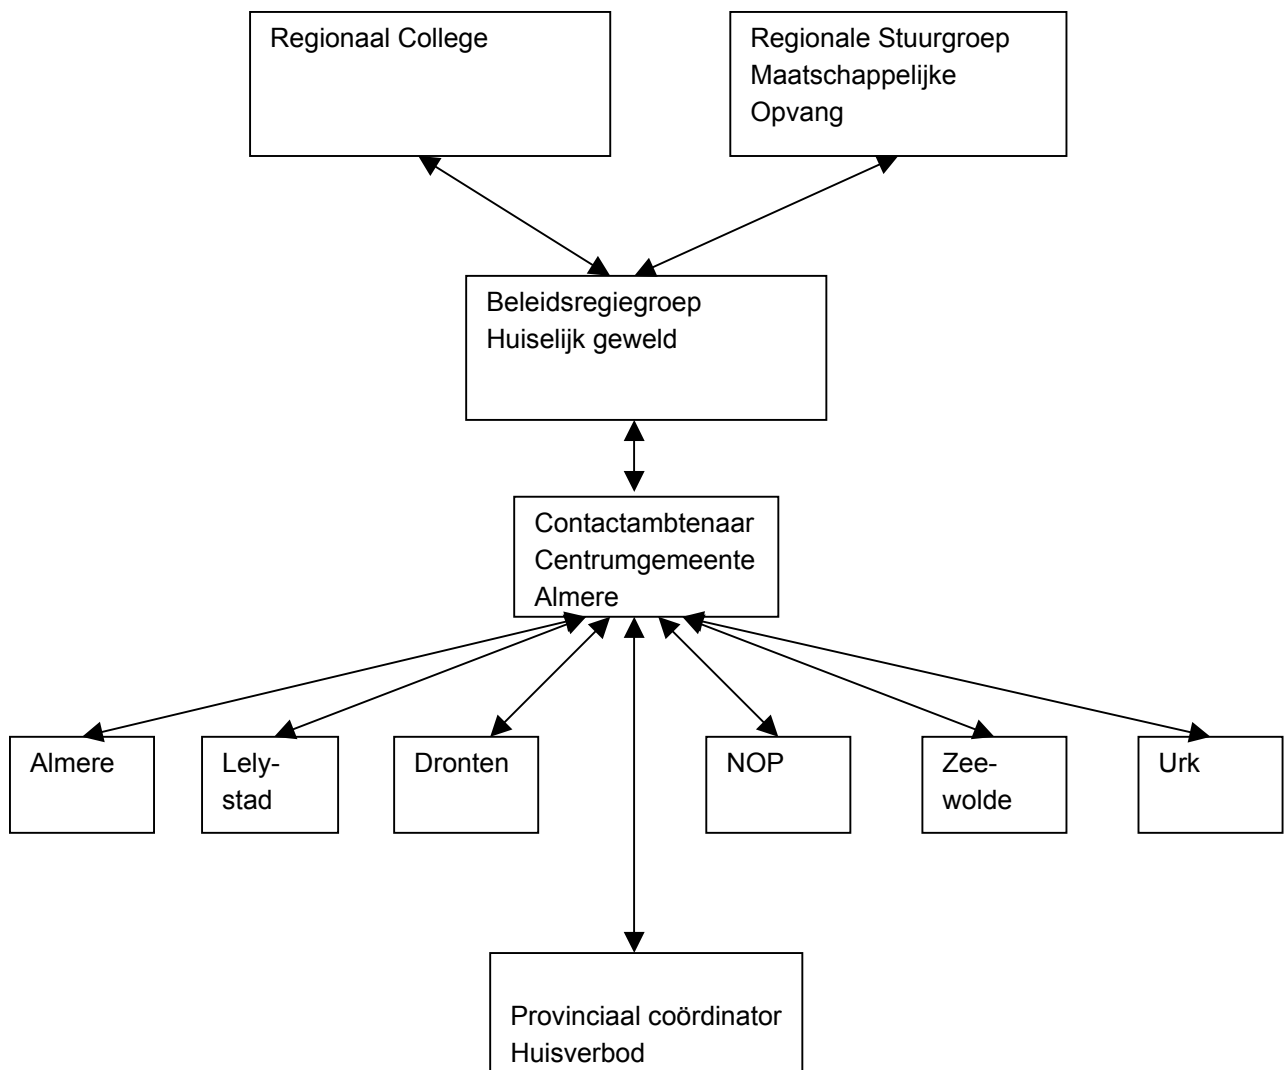 Regionaal College
Regionale Stuurgroep
Maatschappelijke
Opvang
Beleidsregiegroep
Huiselijk geweld
Contactambtenaar
Centrumgemeente
Almere
Almere
Lely-
stad
Dronten
NOP
Zee-
wolde
Urk
Provinciaal coördinator
Huisverbod